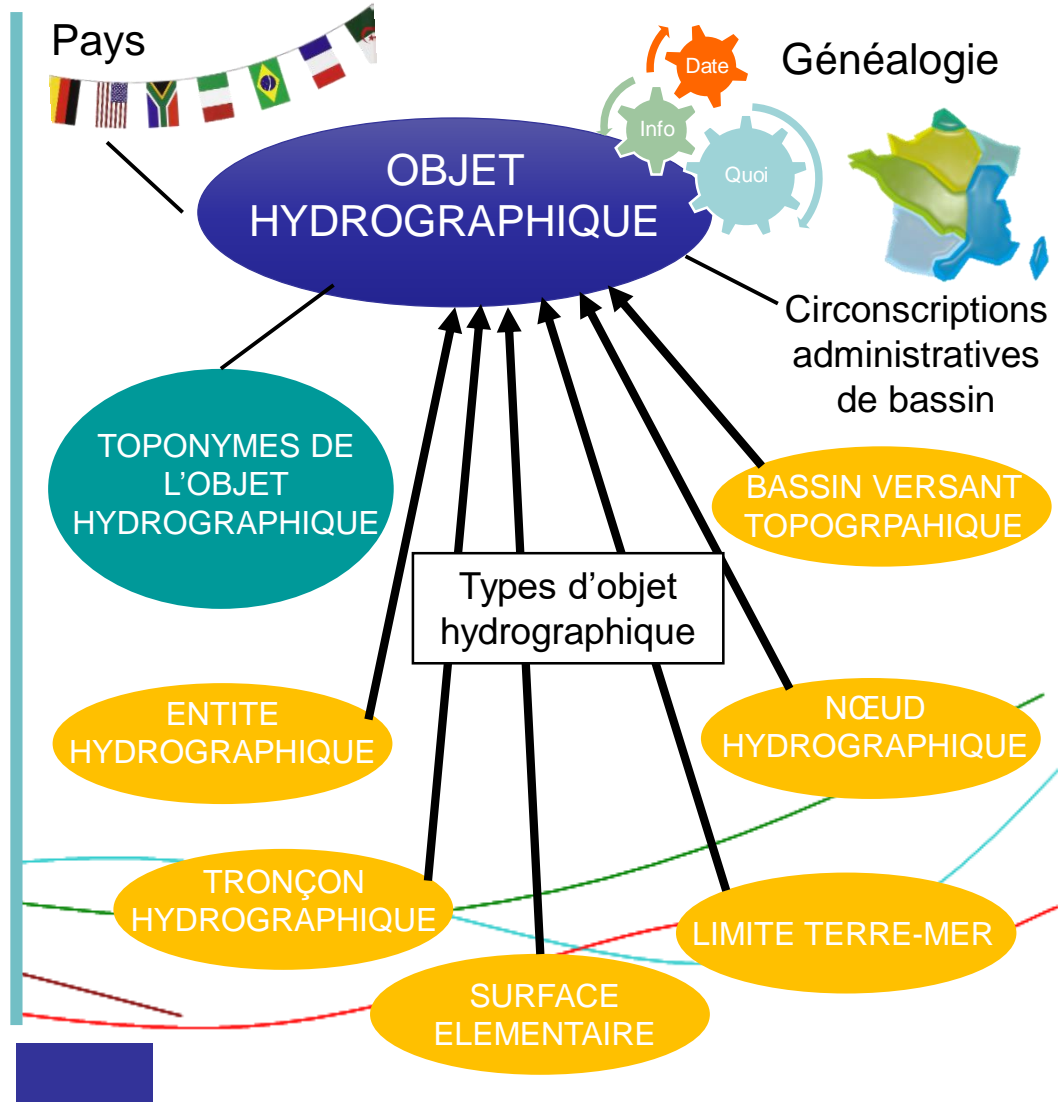 Pays
Date
Info
Quoi
Généalogie
OBJET
HYDROGRAPHIQUE
Circonscriptions
administratives
de bassin
TOPONYMES DE
L’OBJET
HYDROGRAPHIQUE
BASSIN VERSANT
TOPOGRPAHIQUE
Types d’objet
hydrographique
ENTITE
HYDROGRAPHIQUE
NŒUD
HYDROGRAPHIQUE
TRONÇON
HYDROGRAPHIQUE
LIMITE TERRE-MER
SURFACE
ELEMENTAIRE